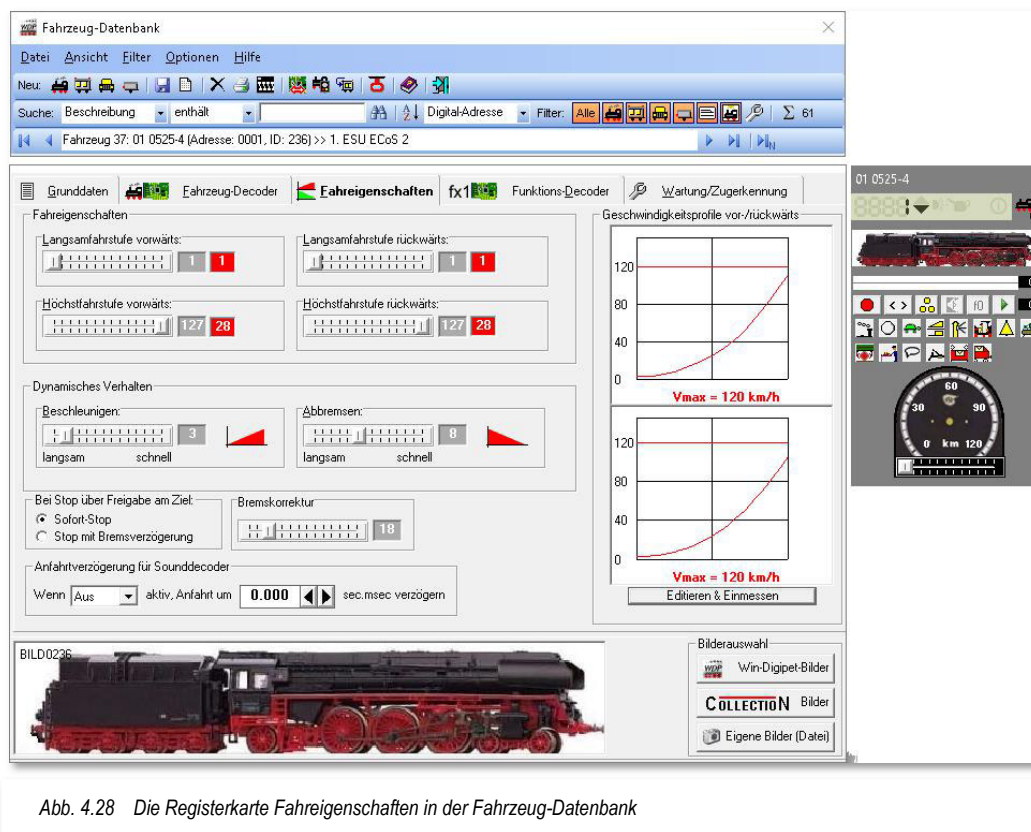 WDP Fahrzeug-Datenbank
Datei Ansicht Filter Optionen Hilfe
Neu:
Suche: Beschreibung enthält Digital-Adresse Filter: Alle Σ 61
Fahrzeug 37: 01 0525-4 (Adresse: 0001, ID: 236) >> 1. ESU ECoS 2 N
Grunddaten Fahrzeug-Decoder Fahreigenschaften fx1 Funktions-Decoder Wartung/Zugerkennung
Fahreigenschaften
Langsamfahrstufe vorwärts:
1 1
Langsamfahrstufe rückwärts:
1 1
Höchstfahrstufe vorwärts:
127 28
Höchstfahrstufe rückwärts:
127 28
Dynamisches Verhalten
Beschleunigen:
3
langsam schnell
Abbremsen:
8
langsam schnell
Bei Stop über Freigabe am Ziel:
Sofort-Stop
Stop mit Bremsverzögerung
Bremskorrektur
18
Anfahrtverzögerung für Sounddecoder
Wenn Aus aktiv, Anfahrt um 0.000 sec.msec verzögern
Geschwindigkeitsprofile vor-/rückwärts
120
80
40
0
Vmax = 120 km/h
120
80
40
0
Vmax = 120 km/h
Editieren & Einmessen
BILD0236
Bilderauswahl
WDP Win-Digipet-Bilder
COLLECTION Bilder
Eigene Bilder (Datei)
01 0525-4
< > f0
60
30 90
0 km 120
Abb. 4.28 Die Registerkarte Fahreigenschaften in der Fahrzeug-Datenbank